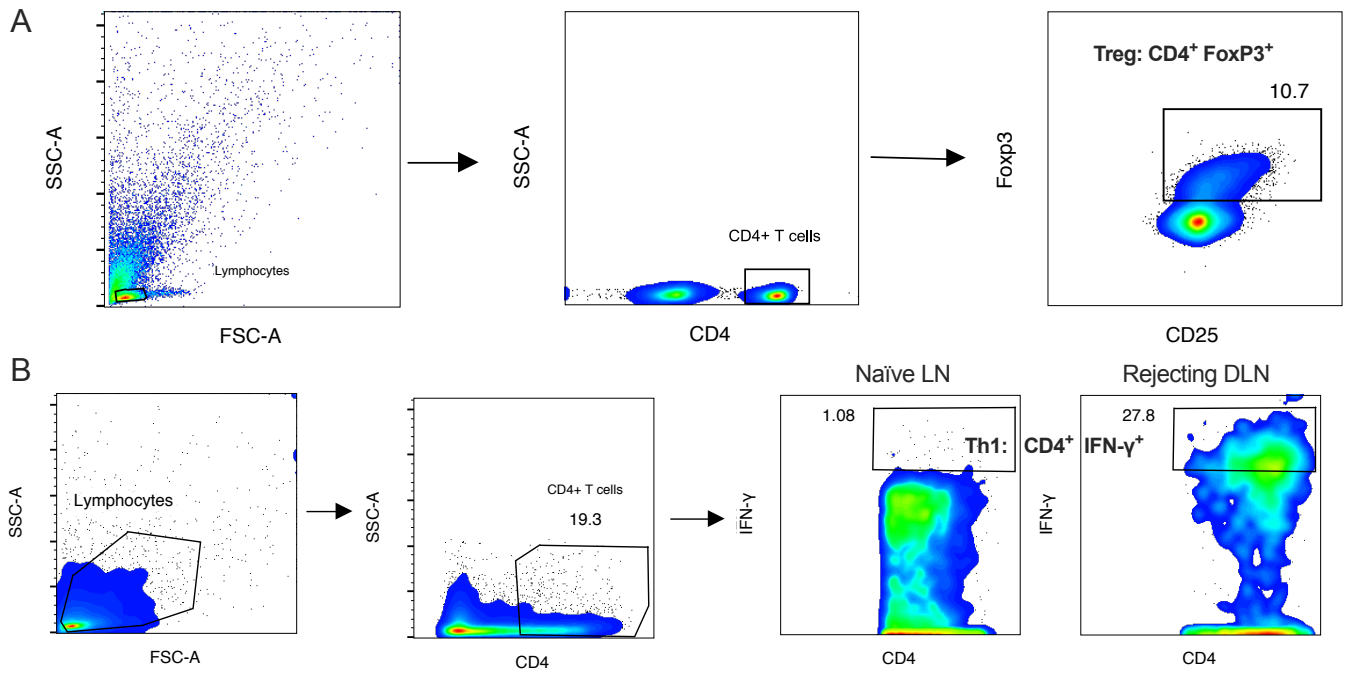 A
SSC-A
Lymphocytes
FSC-A
SSC-A
CD4+ T cells
CD4
Treg: CD4⁺ FoxP3⁺
10.7
Foxp3
CD25
B
SSC-A
Lymphocytes
FSC-A
SSC-A
CD4+ T cells
19.3
CD4
Naïve LN
Rejecting DLN
1.08
27.8
Th1: CD4⁺ IFN-γ⁺
IFN-γ
CD4
IFN-γ
CD4